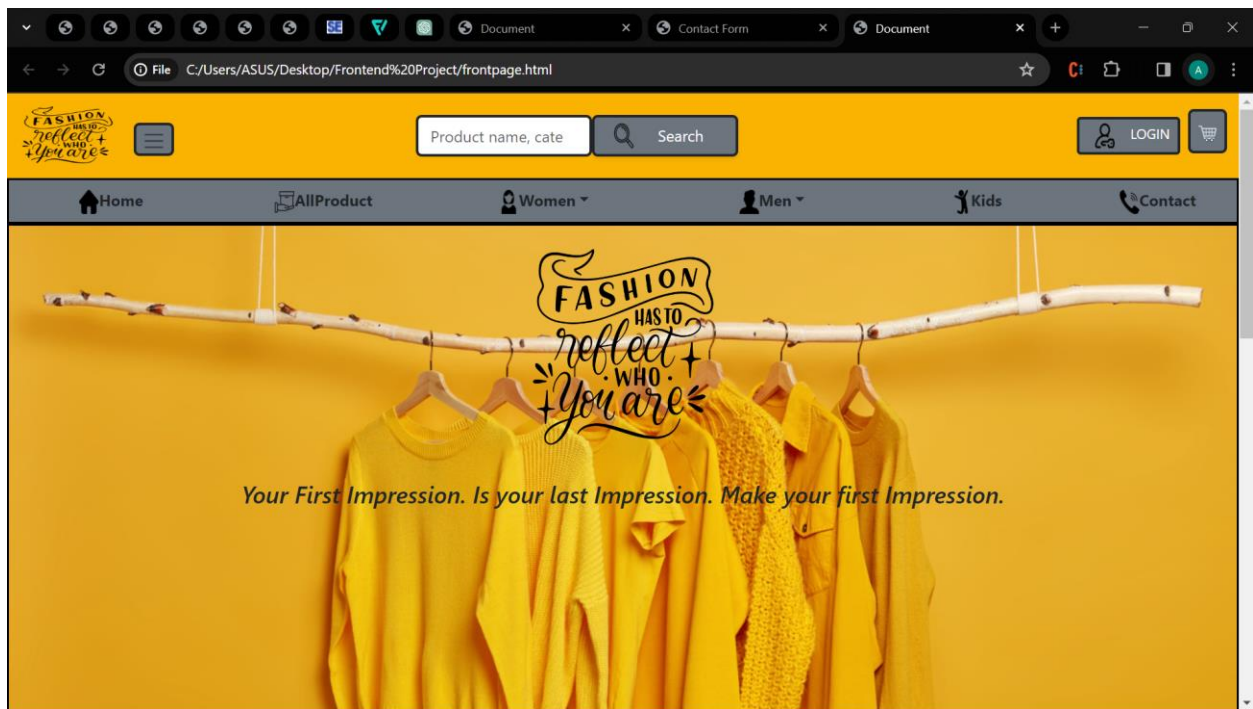 Document
Contact Form
Document
File C:/Users/ASUS/Desktop/Frontend%20Project/frontpage.html
A
FASHION
HAS TO
reflect
WHO
You are
Product name, cate
Search
LOGIN
Home
AllProduct
Women
Men
Kids
Contact
FASHION
HAS TO
reflect
WHO
You are
Your First Impression. Is your last Impression. Make your first Impression.